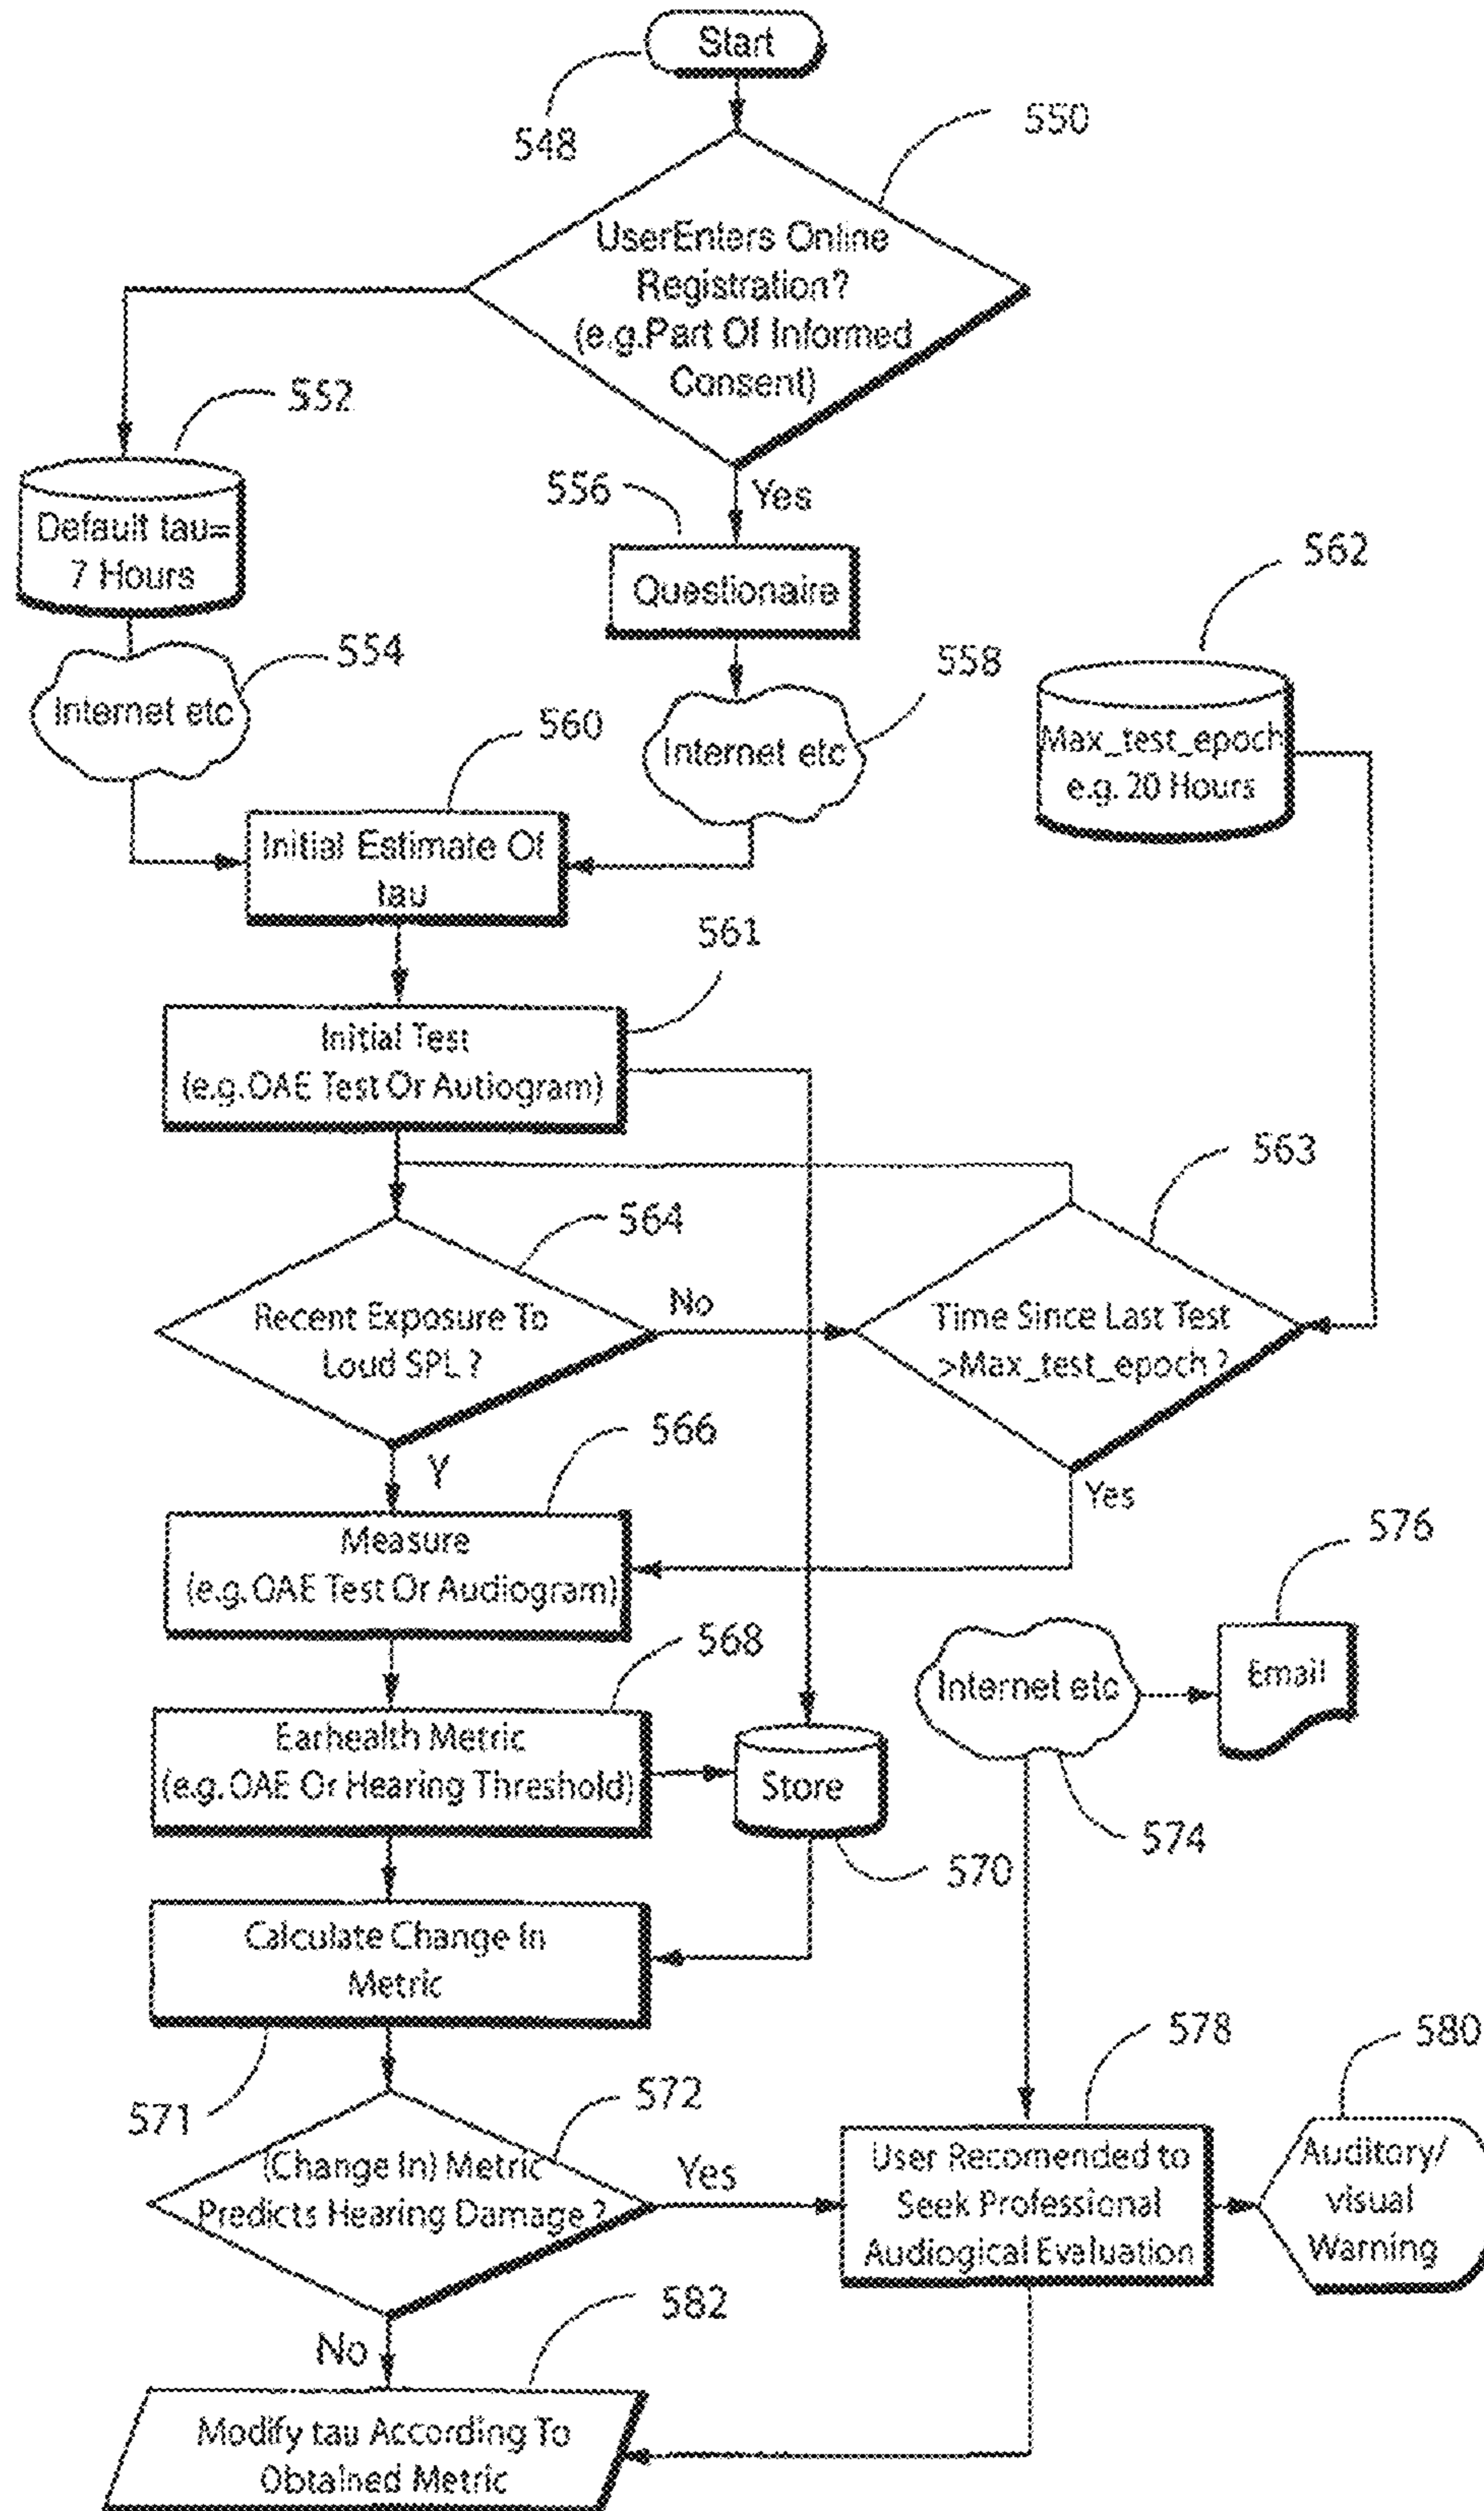 Start
548
550
UserEnters Online
Registration?
(e.g.Part Of Informed
Consent)
552
Default tau=
7 Hours
556
Yes
Questionaire
562
554
Internet etc
558
Internet etc
Max_test_epoch
e.g. 20 Hours
560
Initial Estimate Of
tau
561
Initial Test
(e.g.OAE Test Or Autiogram)
563
564
Recent Exposure To
Loud SPL ?
No
Time Since Last Test
>Max_test_epoch ?
566
Y
Yes
Measure
(e.g. OAE Test Or Audiogram)
576
568
Internet etc
Email
Earhealth Metric
(e.g. OAE Or Hearing Threshold)
Store
574
570
Calculate Change In
Metric
571
572
578
580
(Change In) Metric
Predicts Hearing Damage ?
Yes
User Recomended to
Seek Professional
Audiogical Evaluation
Auditory/
visual
Warning
582
No
Modify tau According To
Obtained Metric